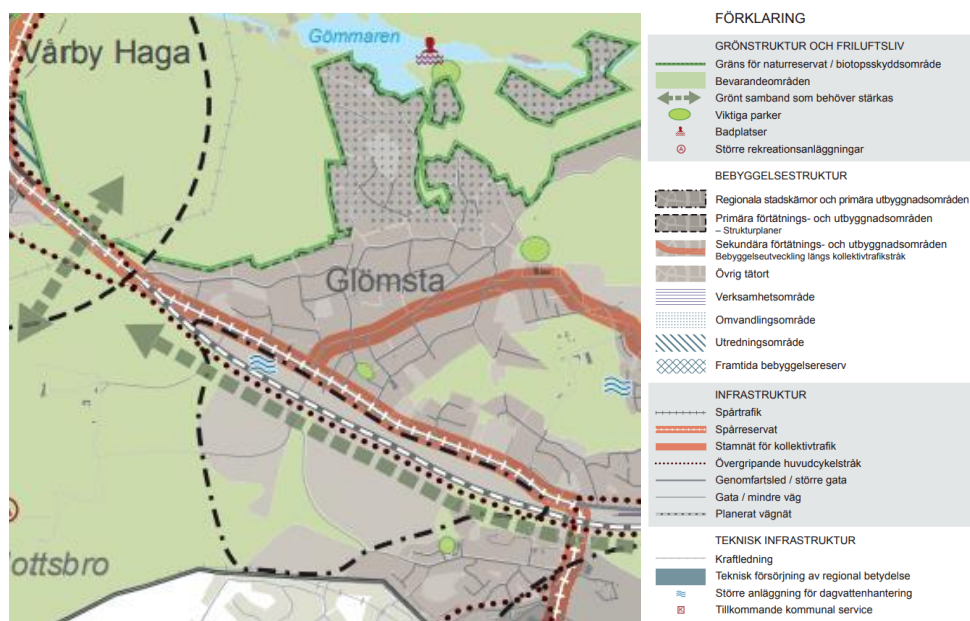 Vårby Haga
Gömmaren
Glömsta
ottsbro
FÖRKLARING
GRÖNSTRUKTUR OCH FRILUFTSLIV
Gräns för naturreservat / biotopsskyddsområde
Bevarandeområden
Grönt samband som behöver stärkas
Viktiga parker
Badplatser
Större rekreationsanläggningar
BEBYGGELSESTRUKTUR
Regionala stadskärnor och primära utbyggnadsområden
Primära förtätnings- och utbyggnadsområden
– Strukturplaner
Sekundära förtätnings- och utbyggnadsområden
Bebyggelseutveckling längs kollektivtrafikstråk
Övrig tätort
Verksamhetsområde
Omvandlingsområde
Utredningsområde
Framtida bebyggelsereserv
INFRASTRUKTUR
Spårtrafik
Spårreservat
Stamnät för kollektivtrafik
Övergripande huvudcykelstråk
Genomfartsled / större gata
Gata / mindre väg
Planerat vägnät
TEKNISK INFRASTRUKTUR
Kraftledning
Teknisk försörjning av regional betydelse
Större anläggning för dagvattenhantering
Tillkommande kommunal service